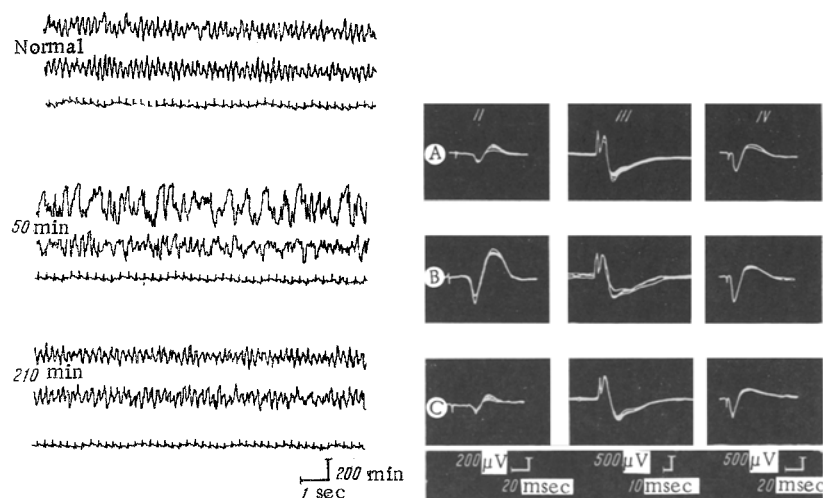 Normal
50 min
210 min
200 min
1 sec
II III IV
A
B
C
200 µV 500 µV 500 µV
20 msec 10 msec 20 msec